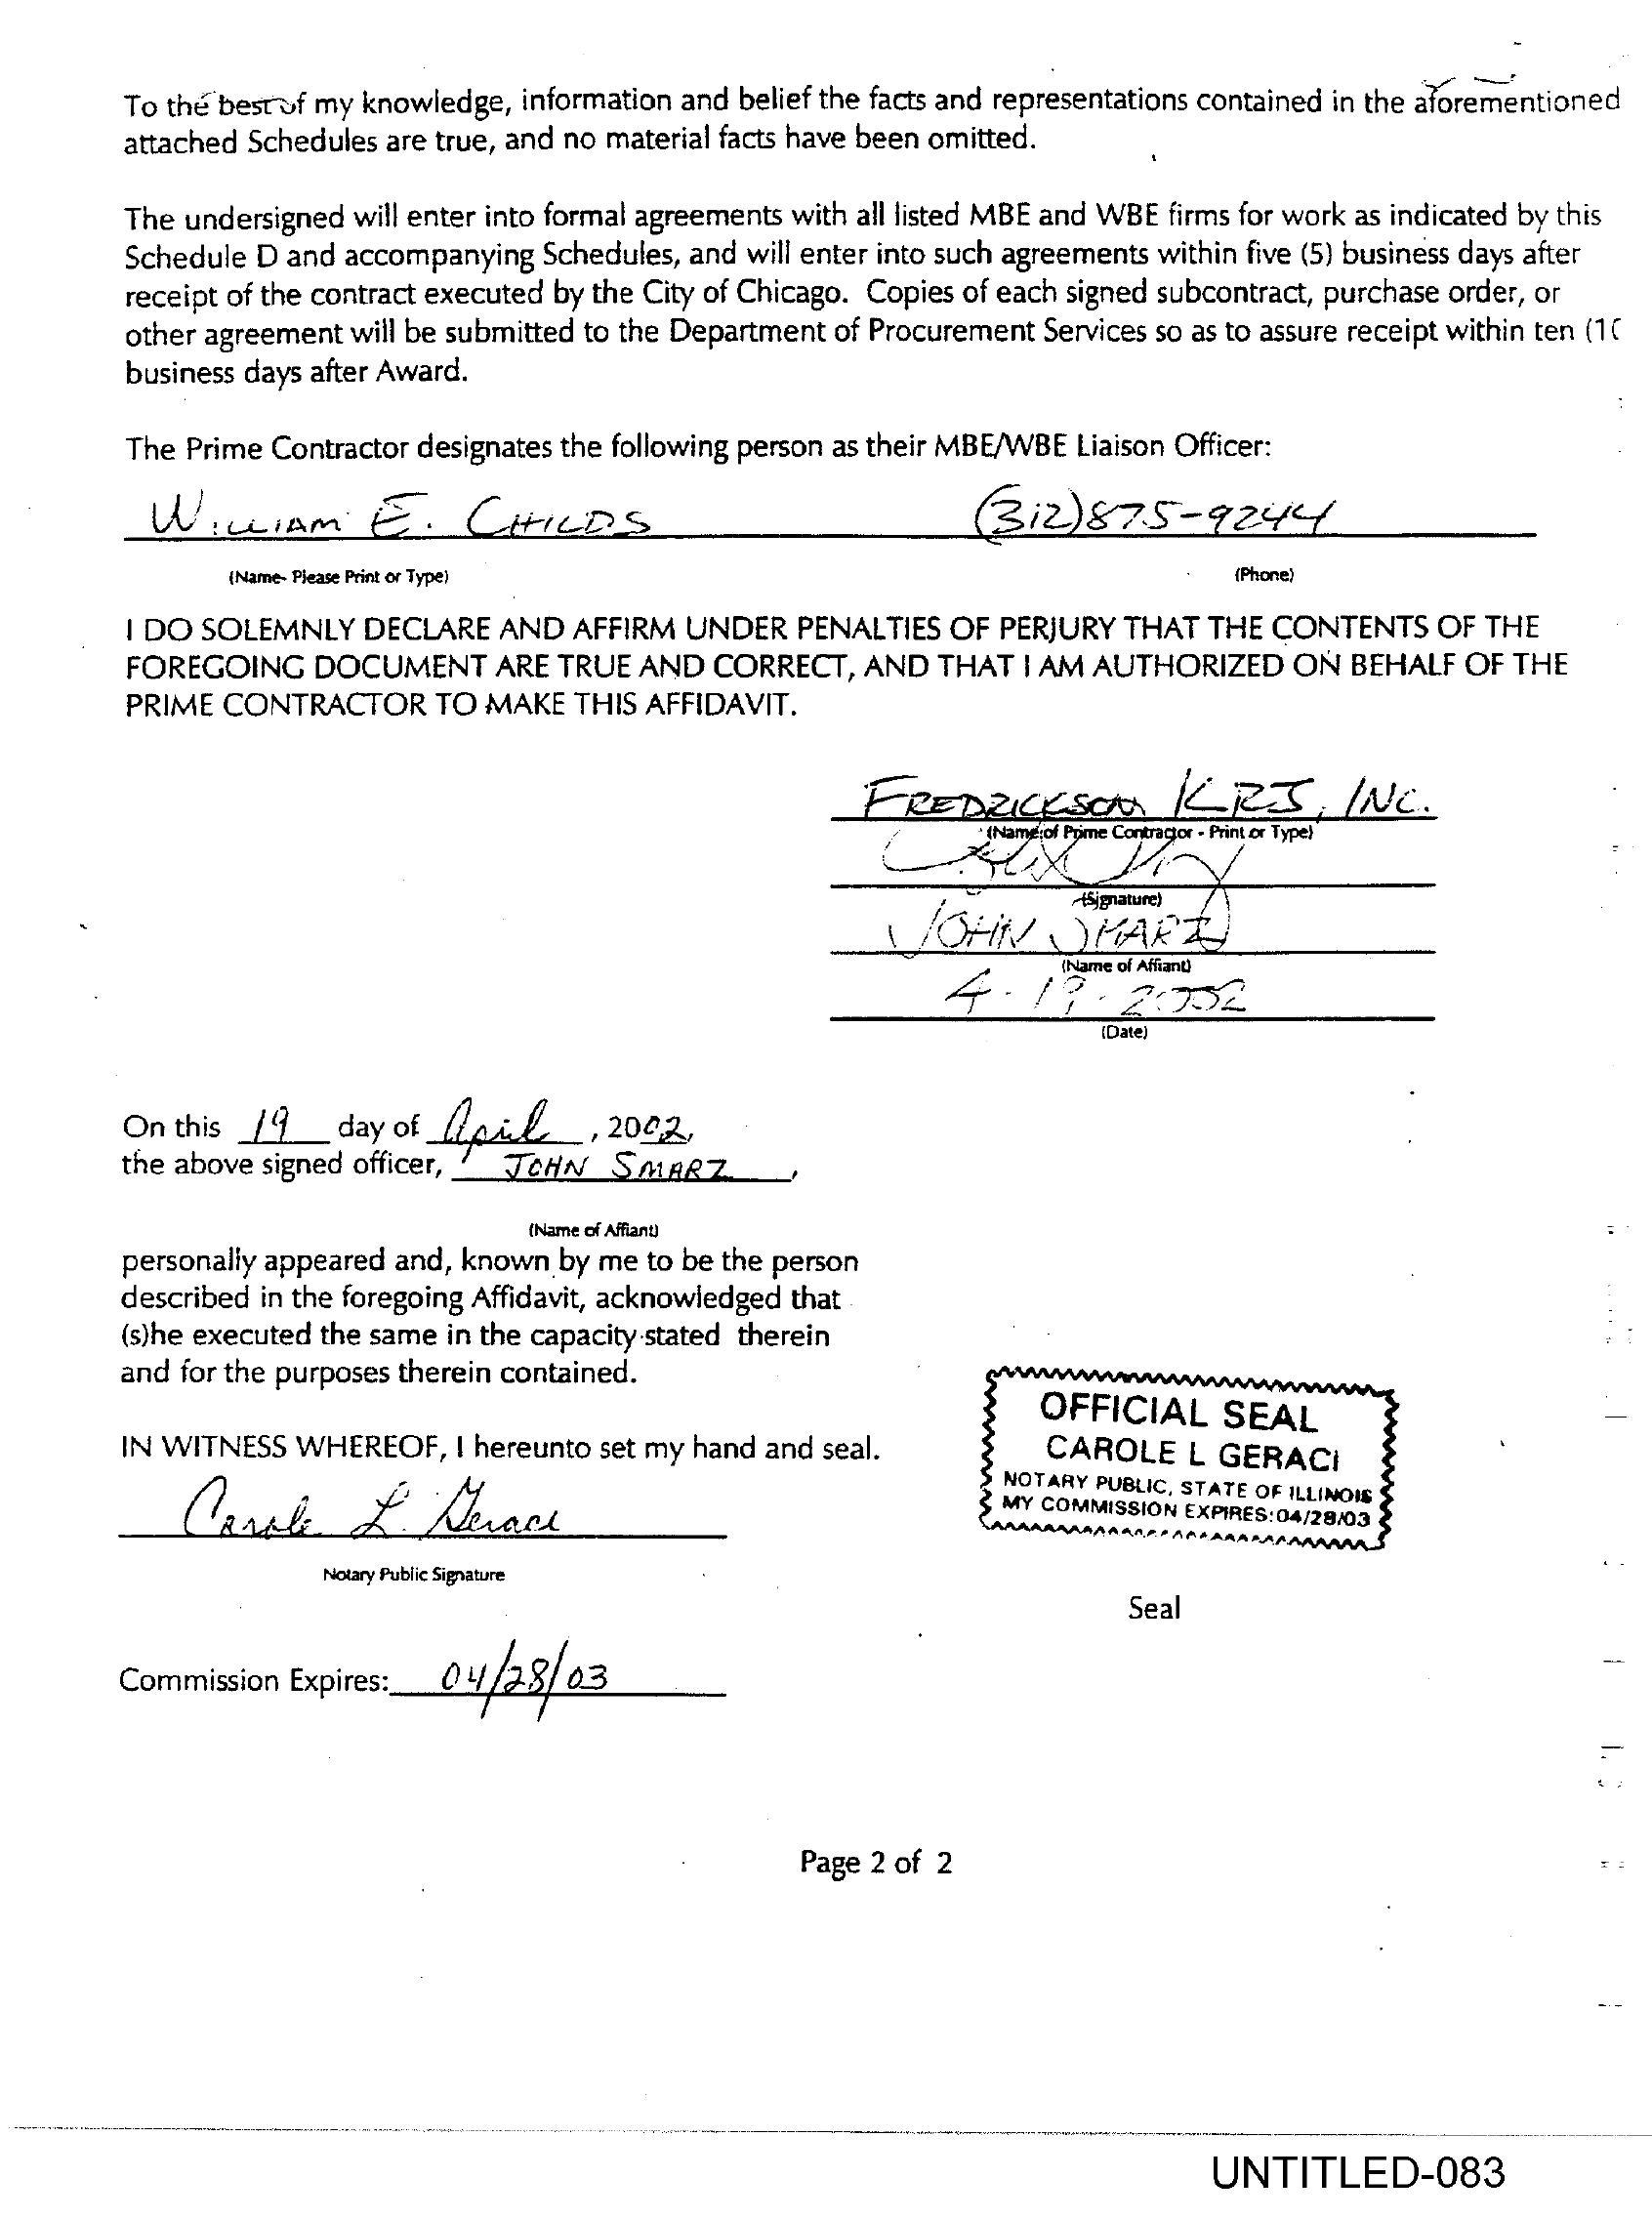 To the best of my knowledge, information and belief the facts and representations contained in the aforementioned
attached Schedules are true, and no material facts have been omitted.
The undersigned will enter into formal agreements with all listed MBE and WBE firms for work as indicated by this
Schedule D and accompanying Schedules, and will enter into such agreements within five (5) business days after
receipt of the contract executed by the City of Chicago. Copies of each signed subcontract, purchase order, or
other agreement will be submitted to the Department of Procurement Services so as to assure receipt within ten (10
business days after Award.
The Prime Contractor designates the following person as their MBE/WBE Liaison Officer:
WILLIAM E. CHILDS (312)875-9244
(Name- Please Print or Type) (Phone)
I DO SOLEMNLY DECLARE AND AFFIRM UNDER PENALTIES OF PERJURY THAT THE CONTENTS OF THE
FOREGOING DOCUMENT ARE TRUE AND CORRECT, AND THAT I AM AUTHORIZED ON BEHALF OF THE
PRIME CONTRACTOR TO MAKE THIS AFFIDAVIT.
FREDRICKSON KRJ, INC.
(Name of Prime Contractor - Print or Type)
(Signature)
JOHN SMARZ
(Name of Affiant)
4-19-2002
(Date)
On this 19 day of April, 2002,
the above signed officer, JOHN SMARZ,
(Name of Affiant)
personally appeared and, known by me to be the person
described in the foregoing Affidavit, acknowledged that
(s)he executed the same in the capacity stated therein
and for the purposes therein contained.
IN WITNESS WHEREOF, I hereunto set my hand and seal.
Carole L. Geraci
Notary Public Signature
OFFICIAL SEAL
CAROLE L GERACI
NOTARY PUBLIC, STATE OF ILLINOIS
MY COMMISSION EXPIRES:04/28/03
Seal
Commission Expires: 04/28/03
Page 2 of 2
UNTITLED-083